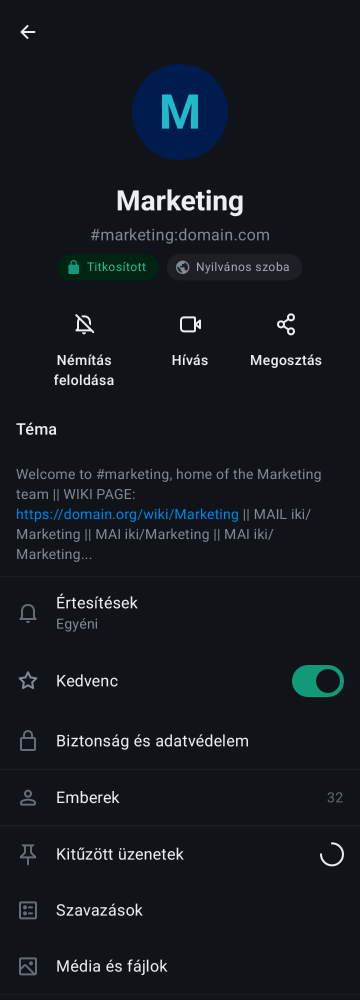 M
Marketing
#marketing:domain.com
Titkosított
Nyilvános szoba
Némítás
feloldása
Hívás
Megosztás
Téma
Welcome to #marketing, home of the Marketing
team || WIKI PAGE:
https://domain.org/wiki/Marketing || MAIL iki/
Marketing || MAI iki/Marketing || MAI iki/
Marketing...
Értesítések
Egyéni
Kedvenc
Biztonság és adatvédelem
Emberek
32
Kitűzött üzenetek
Szavazások
Média és fájlok